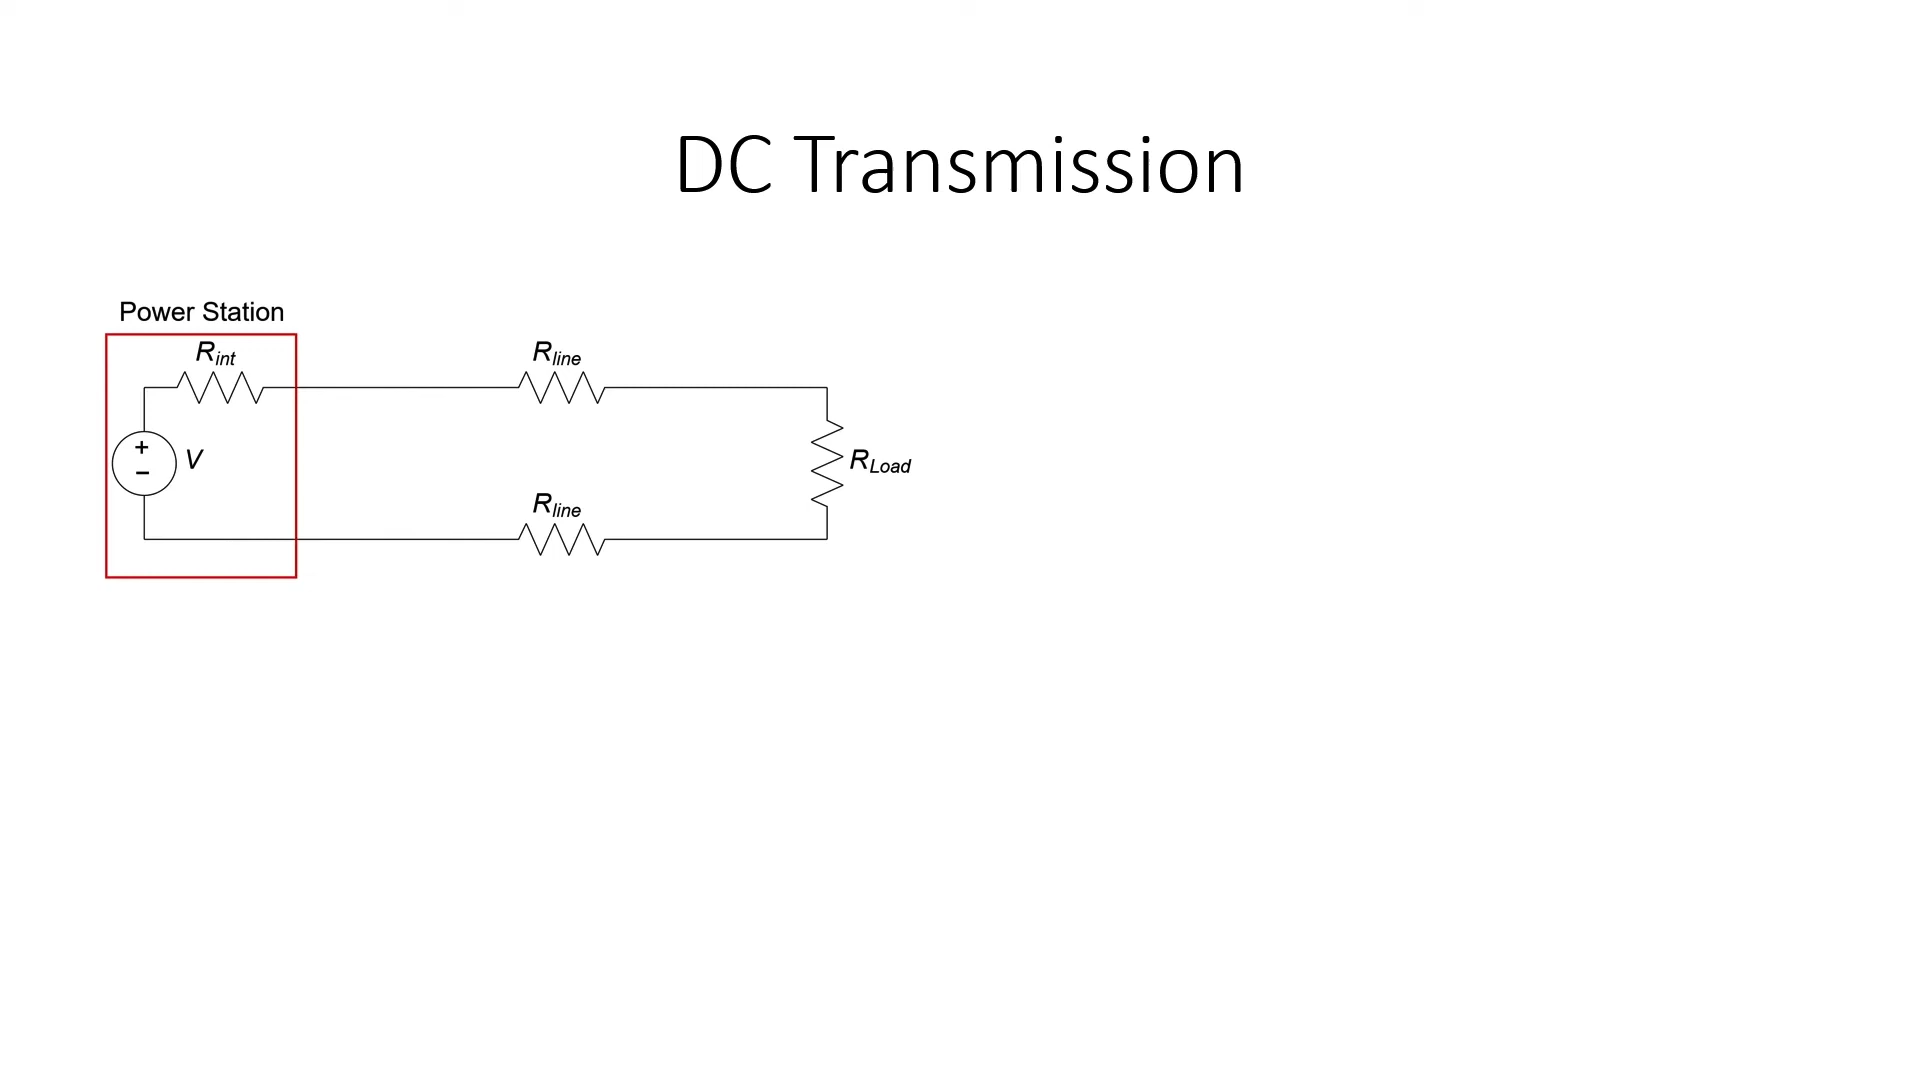 DC Transmission
Power Station
Rint
Rline
+
−
V
RLoad
Rline